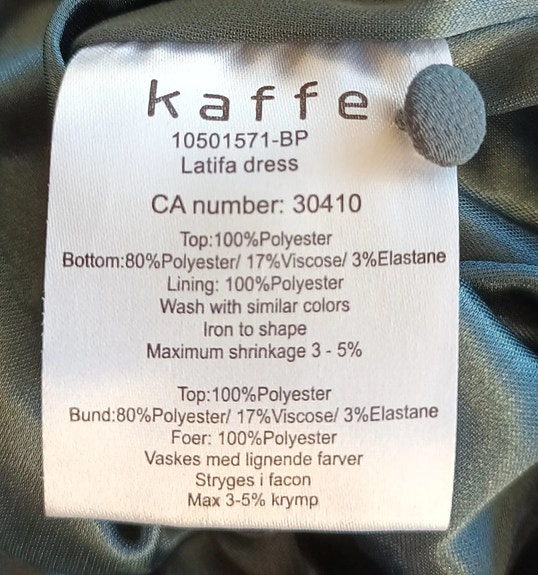 kaffe
10501571-BP
Latifa dress
CA number: 30410
Top:100%Polyester
Bottom:80%Polyester/ 17%Viscose/ 3%Elastane
Lining: 100%Polyester
Wash with similar colors
Iron to shape
Maximum shrinkage 3 - 5%
Top:100%Polyester
Bund:80%Polyester/ 17%Viscose/ 3%Elastane
Foer: 100%Polyester
Vaskes med lignende farver
Stryges i facon
Max 3-5% krymp